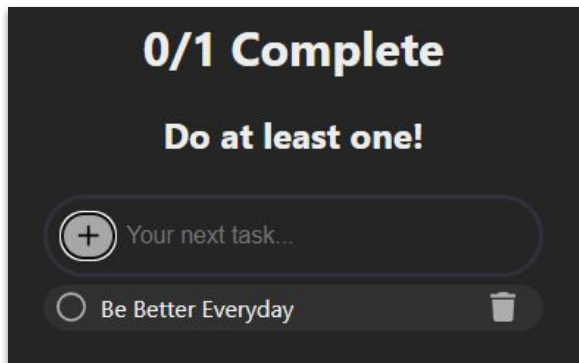 0/1 Complete
Do at least one!
+ Your next task...
Be Better Everyday